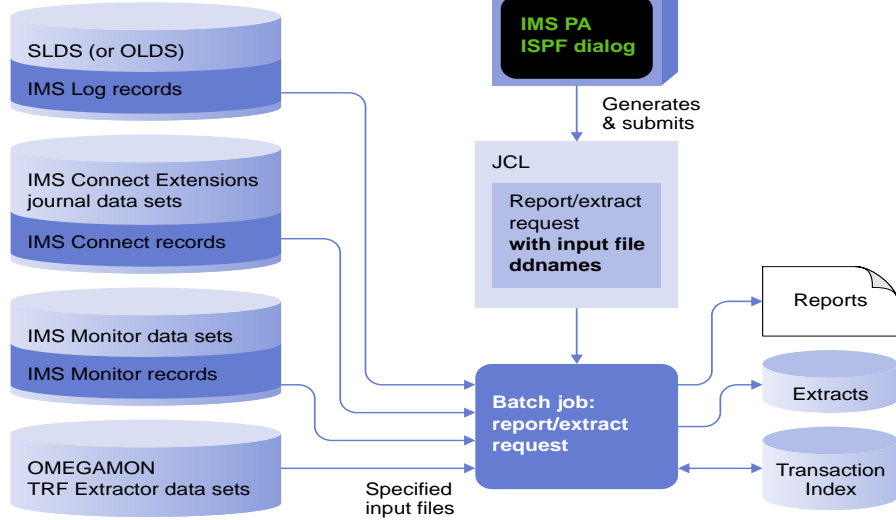 SLDS (or OLDS)
IMS Log records
IMS Connect Extensions
journal data sets
IMS Connect records
IMS Monitor data sets
IMS Monitor records
OMEGAMON
TRF Extractor data sets
IMS PA
ISPF dialog
Generates
& submits
JCL
Report/extract
request
with input file
ddnames
Batch job:
report/extract
request
Specified
input files
Reports
Extracts
Transaction
Index